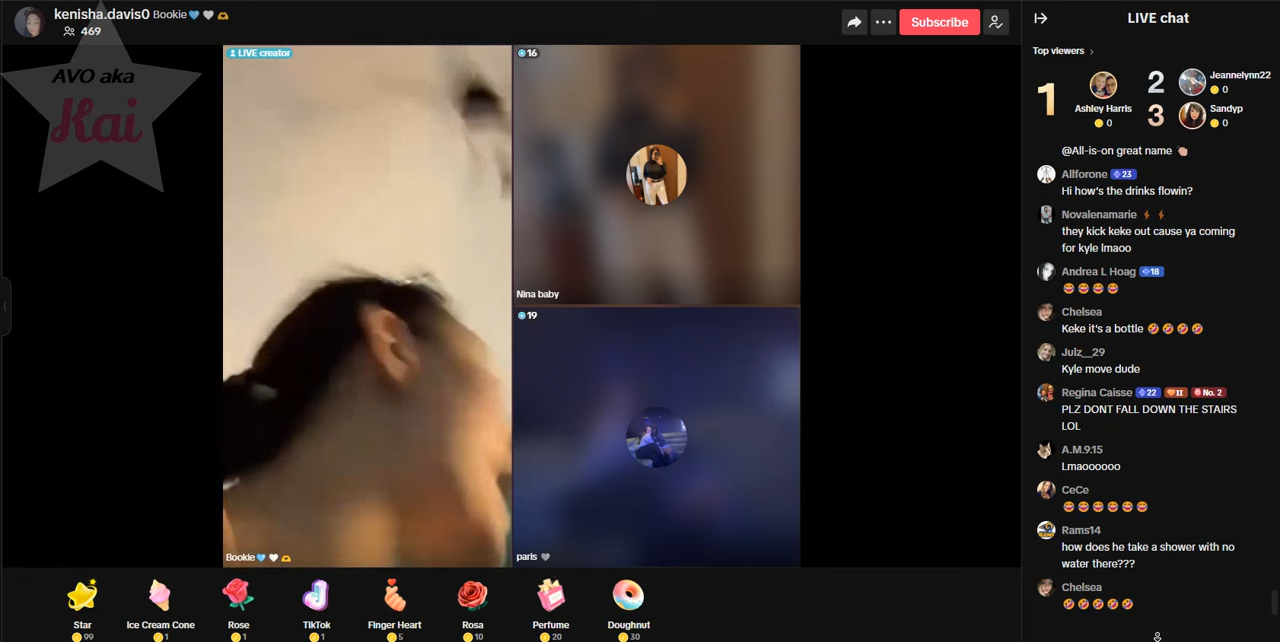 kenisha.davis0 Bookie💙🤍🫶
469
Subscribe
LIVE chat
AVO aka
Kai
LIVE creator
16
Nina baby
19
paris 🩶
Bookie💙🤍🫶
Star
99
Ice Cream Cone
1
Rose
1
TikTok
1
Finger Heart
5
Rosa
10
Perfume
20
Doughnut
30
Top viewers
1
Ashley Harris
0
2
Jeannelynn22
0
3
Sandyp
0
@All-is-on great name 👏🏽
Allforone 23
Hi how's the drinks flowin?
Novalenamarie ⚡ ⚡
they kick keke out cause ya coming
for kyle lmaoo
Andrea L Hoag 18
😂😂😂😂
Chelsea
Keke it's a bottle 🤣🤣🤣🤣
Julz__29
Kyle move dude
Regina Caisse 22 II No. 2
PLZ DONT FALL DOWN THE STAIRS
LOL
A.M.9.15
Lmaoooooo
CeCe
😂😂😂😂😂😂
Rams14
how does he take a shower with no
water there???
Chelsea
🤣🤣🤣🤣🤣